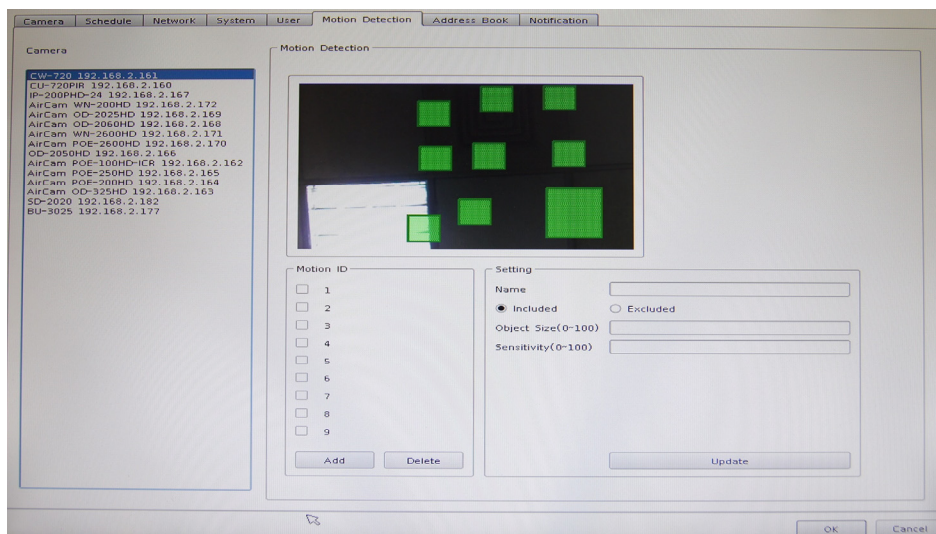 Camera Schedule Network System User Motion Detection Address Book Notification
Camera
CW-720 192.168.2.161
CU-720PIR 192.168.2.160
IP-200PHD-24 192.168.2.167
AirCam WN-200HD 192.168.2.172
AirCam OD-2025HD 192.168.2.169
AirCam OD-2060HD 192.168.2.168
AirCam WN-2600HD 192.168.2.171
AirCam POE-2600HD 192.168.2.170
OD-2050HD 192.168.2.166
AirCam POE-100HD-ICR 192.168.2.162
AirCam POE-250HD 192.168.2.165
AirCam POE-200HD 192.168.2.164
AirCam OD-325HD 192.168.2.163
SD-2020 192.168.2.182
BU-3025 192.168.2.177
Motion Detection
Motion ID
1
2
3
4
5
6
7
8
9
Add Delete
Setting
Name
Included Excluded
Object Size(0~100)
Sensitivity(0~100)
Update
OK Cancel